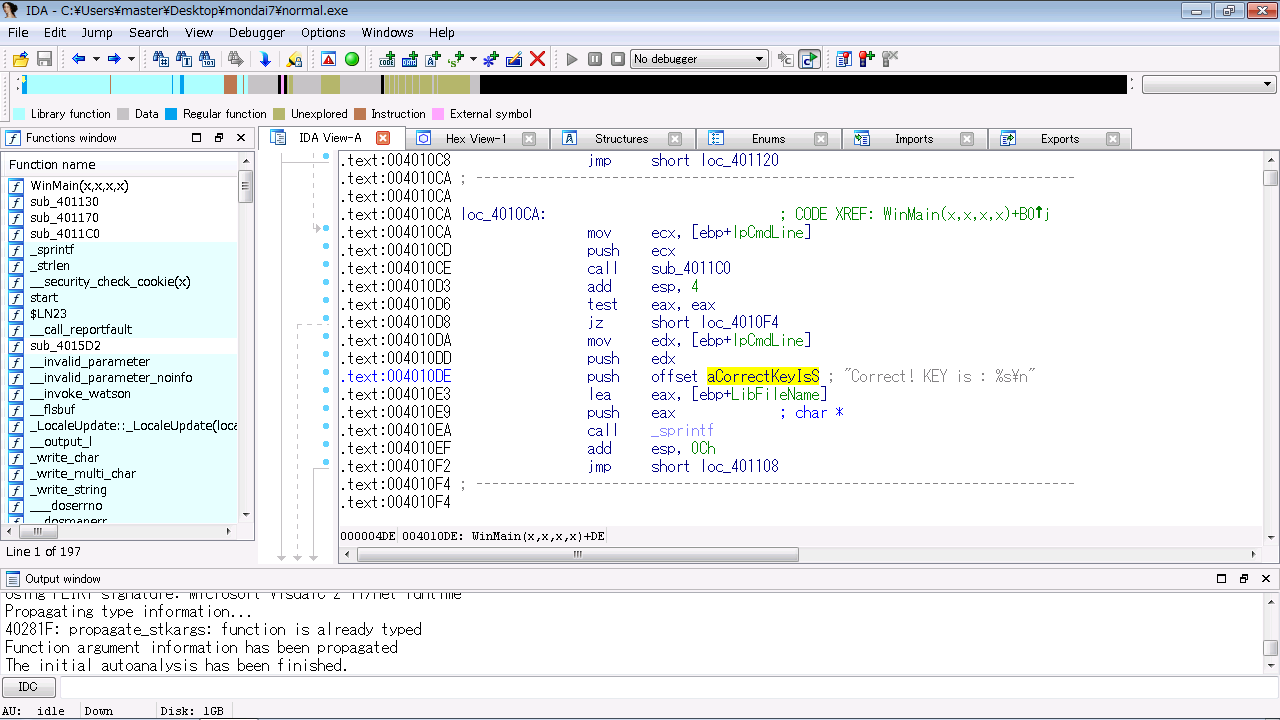 IDA - C:¥Users¥master¥Desktop¥mondai7¥normal.exe
File Edit Jump Search View Debugger Options Windows Help
No debugger
Library function Data Regular function Unexplored Instruction External symbol
Functions window
Function name
WinMain(x,x,x,x)
sub_401130
sub_401170
sub_4011C0
_sprintf
_strlen
__security_check_cookie(x)
start
$LN23
__call_reportfault
sub_4015D2
__invalid_parameter
__invalid_parameter_noinfo
__invoke_watson
__flsbuf
_LocaleUpdate::_LocaleUpdate(loca
__output_l
_write_char
_write_multi_char
_write_string
___doserrno
Line 1 of 197
IDA View-A Hex View-1 Structures Enums Imports Exports
.text:004010C8 jmp short loc_401120
.text:004010CA ; ---------------------------------------------------------------------------
.text:004010CA
.text:004010CA loc_4010CA: ; CODE XREF: WinMain(x,x,x,x)+B0↑j
.text:004010CA mov ecx, [ebp+lpCmdLine]
.text:004010CD push ecx
.text:004010CE call sub_4011C0
.text:004010D3 add esp, 4
.text:004010D6 test eax, eax
.text:004010D8 jz short loc_4010F4
.text:004010DA mov edx, [ebp+lpCmdLine]
.text:004010DD push edx
.text:004010DE push offset aCorrectKeyIsS ; "Correct! KEY is : %s¥n"
.text:004010E3 lea eax, [ebp+LibFileName]
.text:004010E9 push eax ; char *
.text:004010EA call _sprintf
.text:004010EF add esp, 0Ch
.text:004010F2 jmp short loc_401108
.text:004010F4 ; ---------------------------------------------------------------------------
.text:004010F4
000004DE 004010DE: WinMain(x,x,x,x)+DE
Output window
Propagating type information...
40281F: propagate_stkargs: function is already typed
Function argument information has been propagated
The initial autoanalysis has been finished.
IDC
AU: idle Down Disk: 1GB